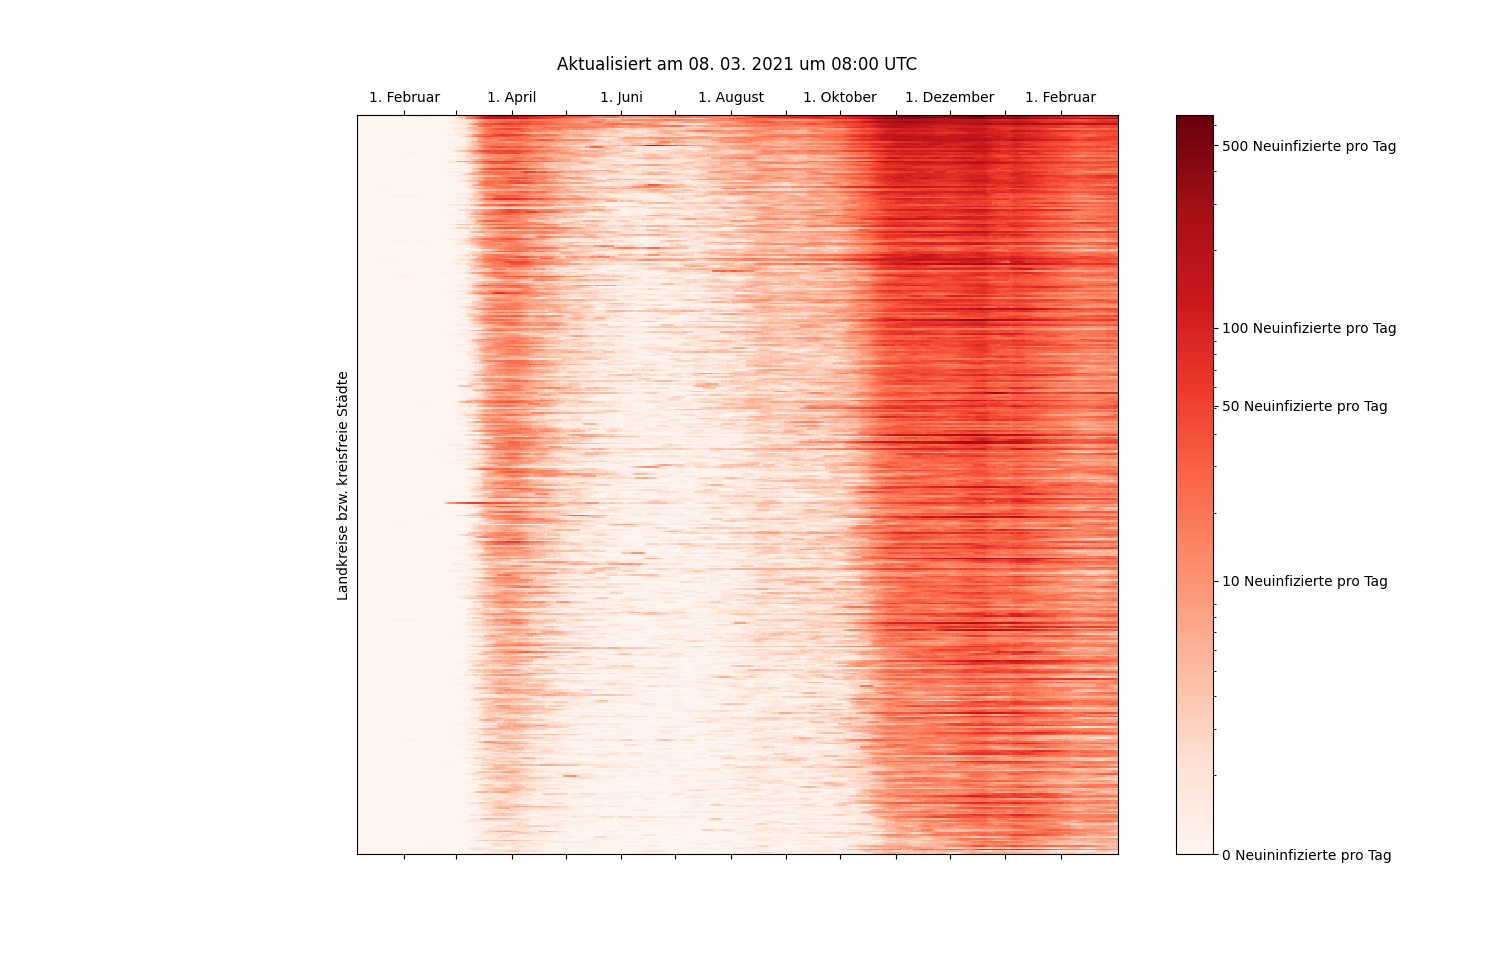 Aktualisiert am 08. 03. 2021 um 08:00 UTC
1. Februar
1. April
1. Juni
1. August
1. Oktober
1. Dezember
1. Februar
Landkreise bzw. kreisfreie Städte
500 Neuinfizierte pro Tag
100 Neuinfizierte pro Tag
50 Neuinfizierte pro Tag
10 Neuinfizierte pro Tag
0 Neuininfizierte pro Tag